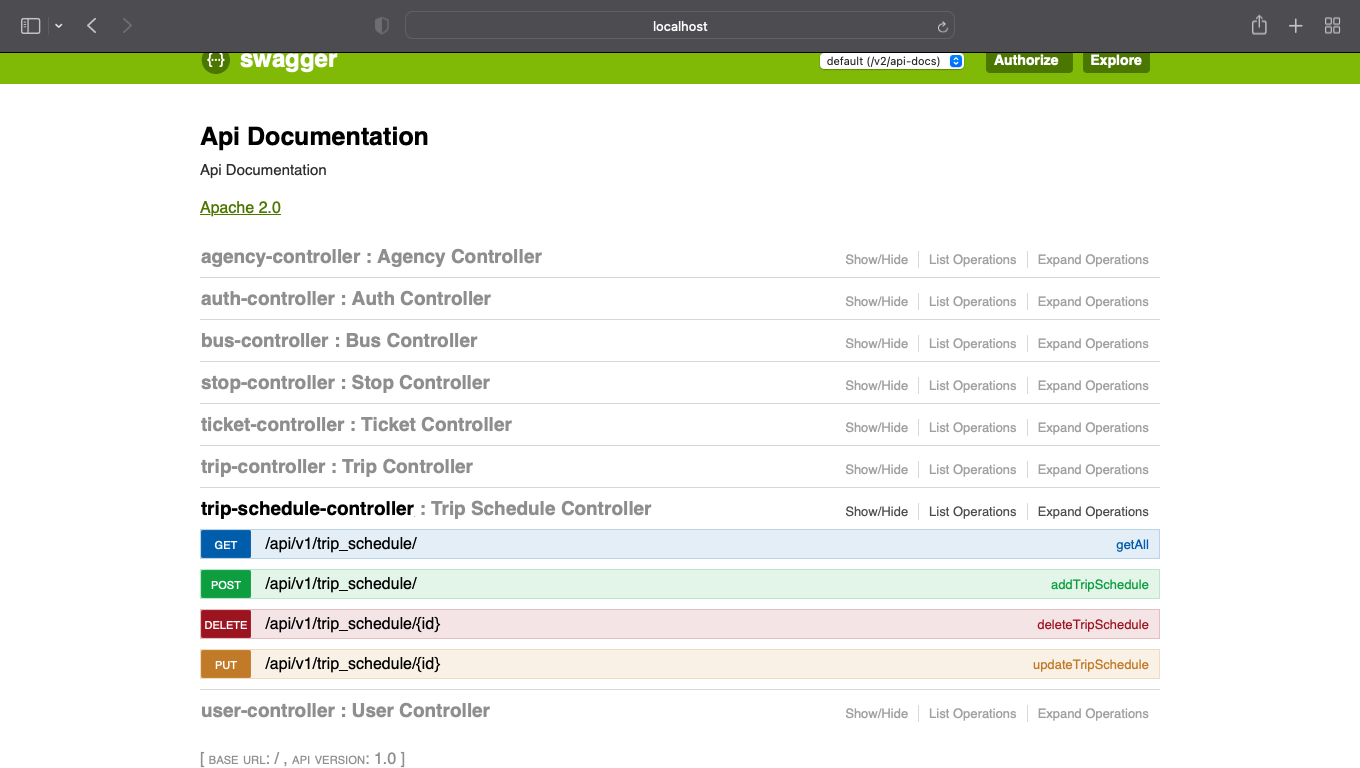 localhost
swagger default (/v2/api-docs) Authorize Explore
Api Documentation
Api Documentation
Apache 2.0
agency-controller : Agency Controller Show/Hide List Operations Expand Operations
auth-controller : Auth Controller Show/Hide List Operations Expand Operations
bus-controller : Bus Controller Show/Hide List Operations Expand Operations
stop-controller : Stop Controller Show/Hide List Operations Expand Operations
ticket-controller : Ticket Controller Show/Hide List Operations Expand Operations
trip-controller : Trip Controller Show/Hide List Operations Expand Operations
trip-schedule-controller : Trip Schedule Controller Show/Hide List Operations Expand Operations
GET /api/v1/trip_schedule/ getAll
POST /api/v1/trip_schedule/ addTripSchedule
DELETE /api/v1/trip_schedule/{id} deleteTripSchedule
PUT /api/v1/trip_schedule/{id} updateTripSchedule
user-controller : User Controller Show/Hide List Operations Expand Operations
[ BASE URL: / , API VERSION: 1.0 ]